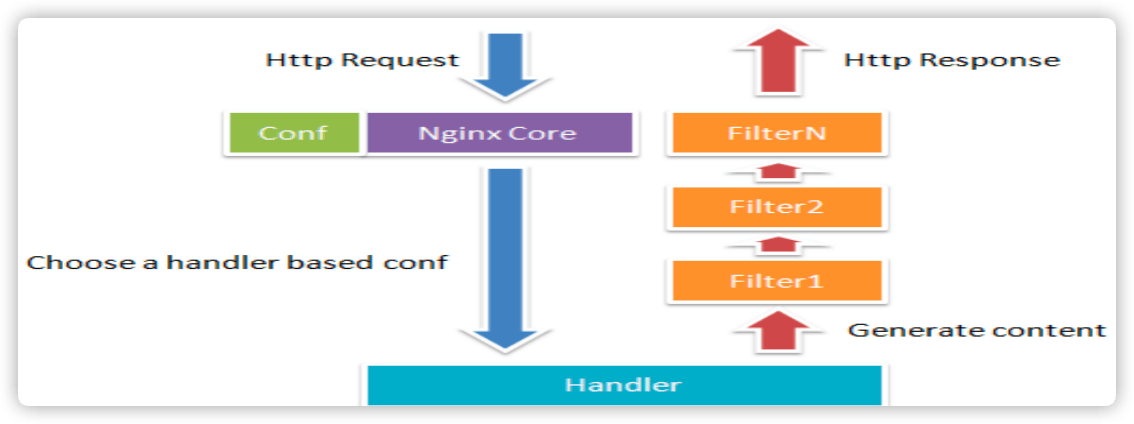 Http Request
Http Response
Conf
Nginx Core
FilterN
Filter2
Choose a handler based conf
Filter1
Generate content
Handler